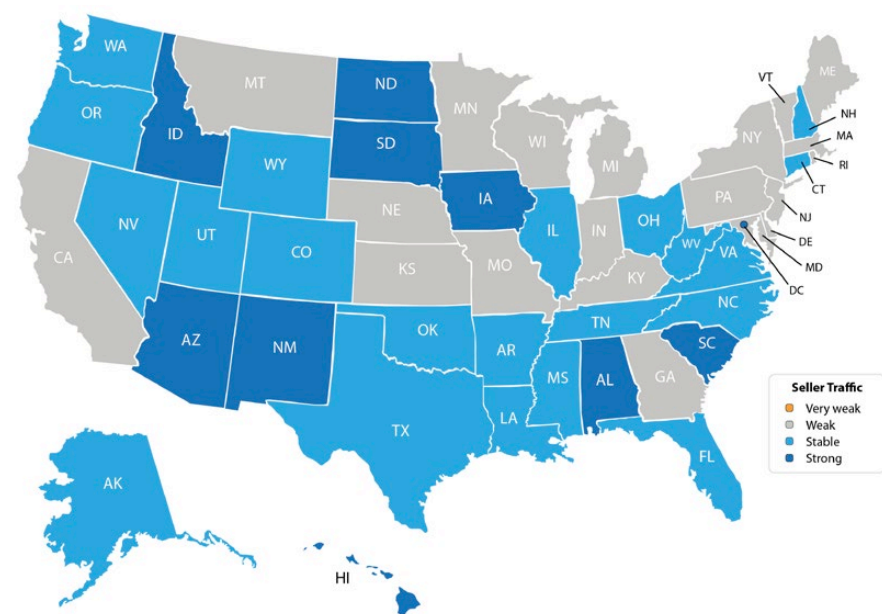 WA
MT
ND
MN
VT
ME
OR
ID
SD
WI
MI
NY
NH
MA
RI
CT
WY
IA
NE
PA
NJ
NV
UT
CO
IL
IN
OH
WV
VA
DE
MD
DC
CA
KS
MO
KY
AZ
NM
OK
AR
TN
NC
SC
MS
AL
GA
TX
LA
FL
AK
HI
Seller Traffic
Very weak
Weak
Stable
Strong